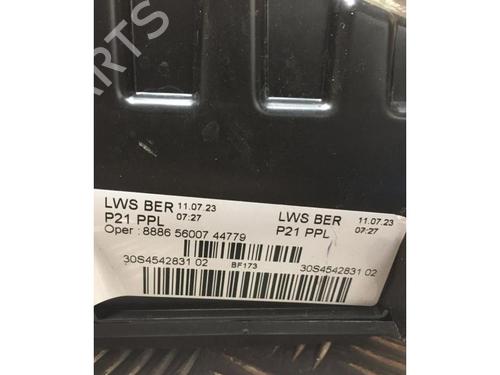 LWS BER 11.07.23
P21 PPL 07:27
Oper : 8886 56007 44779
30S4542831 02
BF173
LWS BER 11.07.23
P21 PPL 07:27
30S4542831 02